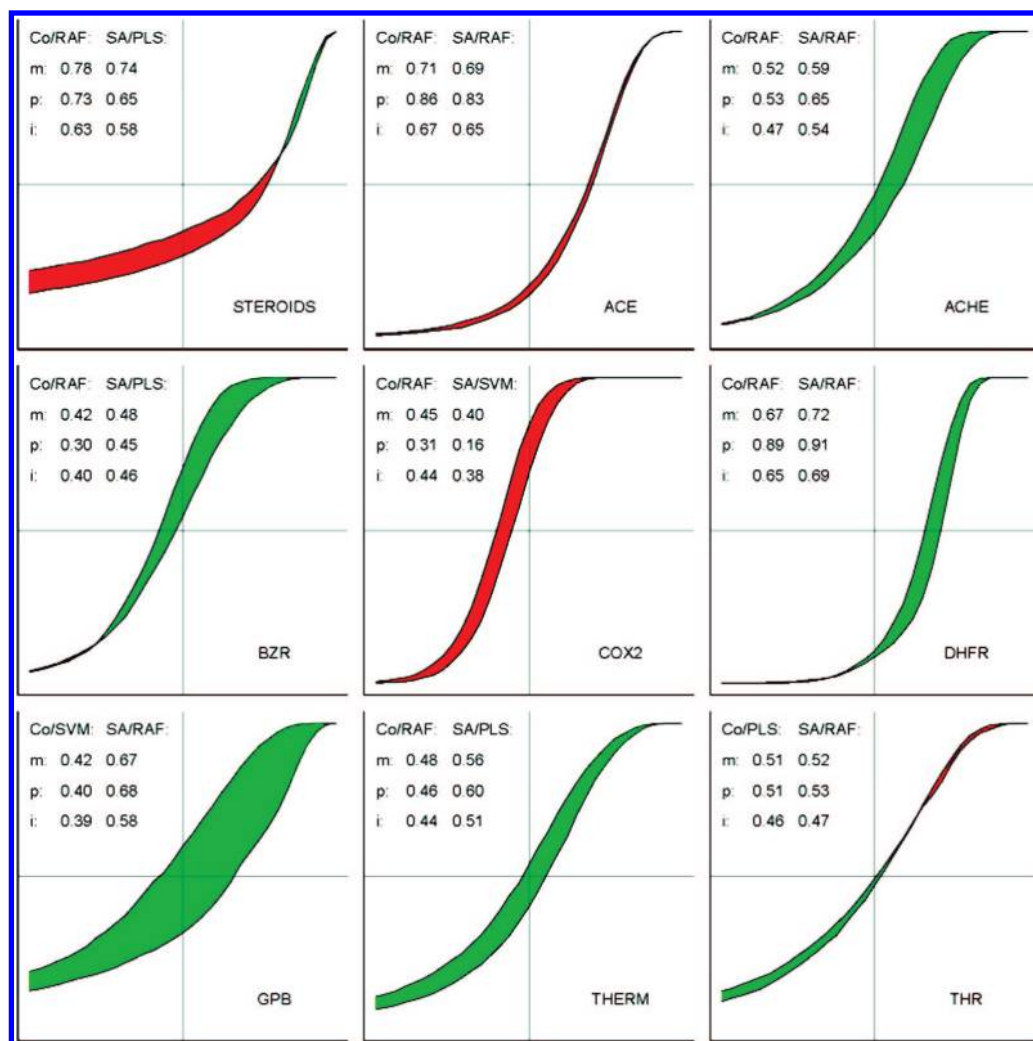 Co/RAF: SA/PLS:
m: 0.78 0.74
p: 0.73 0.65
i: 0.63 0.58
STEROIDS
Co/RAF: SA/RAF:
m: 0.71 0.69
p: 0.86 0.83
i: 0.67 0.65
ACE
Co/RAF: SA/RAF:
m: 0.52 0.59
p: 0.53 0.65
i: 0.47 0.54
ACHE
Co/RAF: SA/PLS:
m: 0.42 0.48
p: 0.30 0.45
i: 0.40 0.46
BZR
Co/RAF: SA/SVM:
m: 0.45 0.40
p: 0.31 0.16
i: 0.44 0.38
COX2
Co/RAF: SA/RAF:
m: 0.67 0.72
p: 0.89 0.91
i: 0.65 0.69
DHFR
Co/SVM: SA/RAF:
m: 0.42 0.67
p: 0.40 0.68
i: 0.39 0.58
GPB
Co/RAF: SA/PLS:
m: 0.48 0.56
p: 0.46 0.60
i: 0.44 0.51
THERM
Co/PLS: SA/RAF:
m: 0.51 0.52
p: 0.51 0.53
i: 0.46 0.47
THR